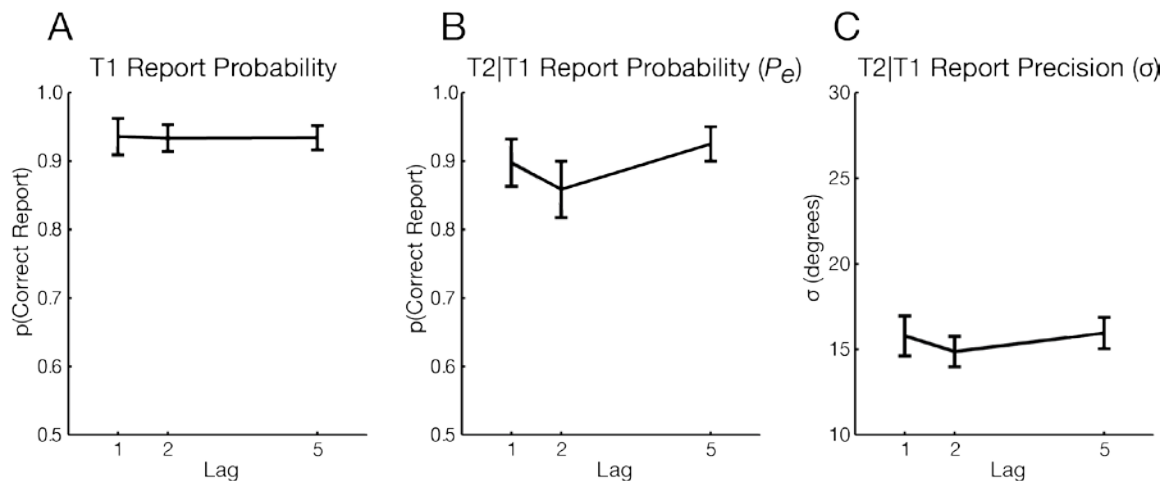 A
T1 Report Probability
p(Correct Report)
1.0
0.9
0.8
0.7
0.6
0.5
1 2 5
Lag
B
T2|T1 Report Probability (Pe)
p(Correct Report)
1.0
0.9
0.8
0.7
0.6
0.5
1 2 5
Lag
C
T2|T1 Report Precision (σ)
σ (degrees)
30
25
20
15
10
1 2 5
Lag